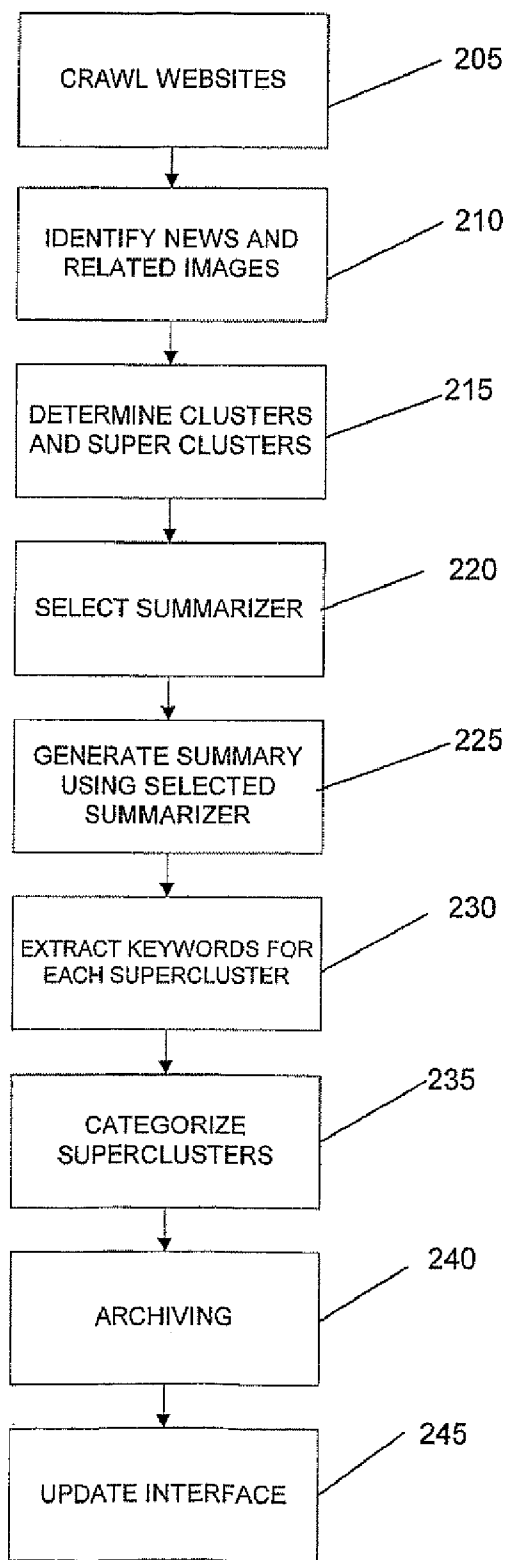 CRAWL WEBSITES
205
IDENTIFY NEWS AND
RELATED IMAGES
210
DETERMINE CLUSTERS
AND SUPER CLUSTERS
215
SELECT SUMMARIZER
220
GENERATE SUMMARY
USING SELECTED
SUMMARIZER
225
EXTRACT KEYWORDS FOR
EACH SUPERCLUSTER
230
CATEGORIZE
SUPERCLUSTERS
235
ARCHIVING
240
UPDATE INTERFACE
245